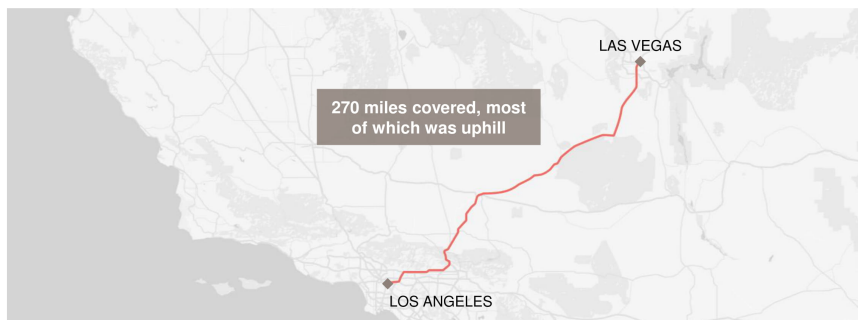 LAS VEGAS
270 miles covered, most
of which was uphill
LOS ANGELES